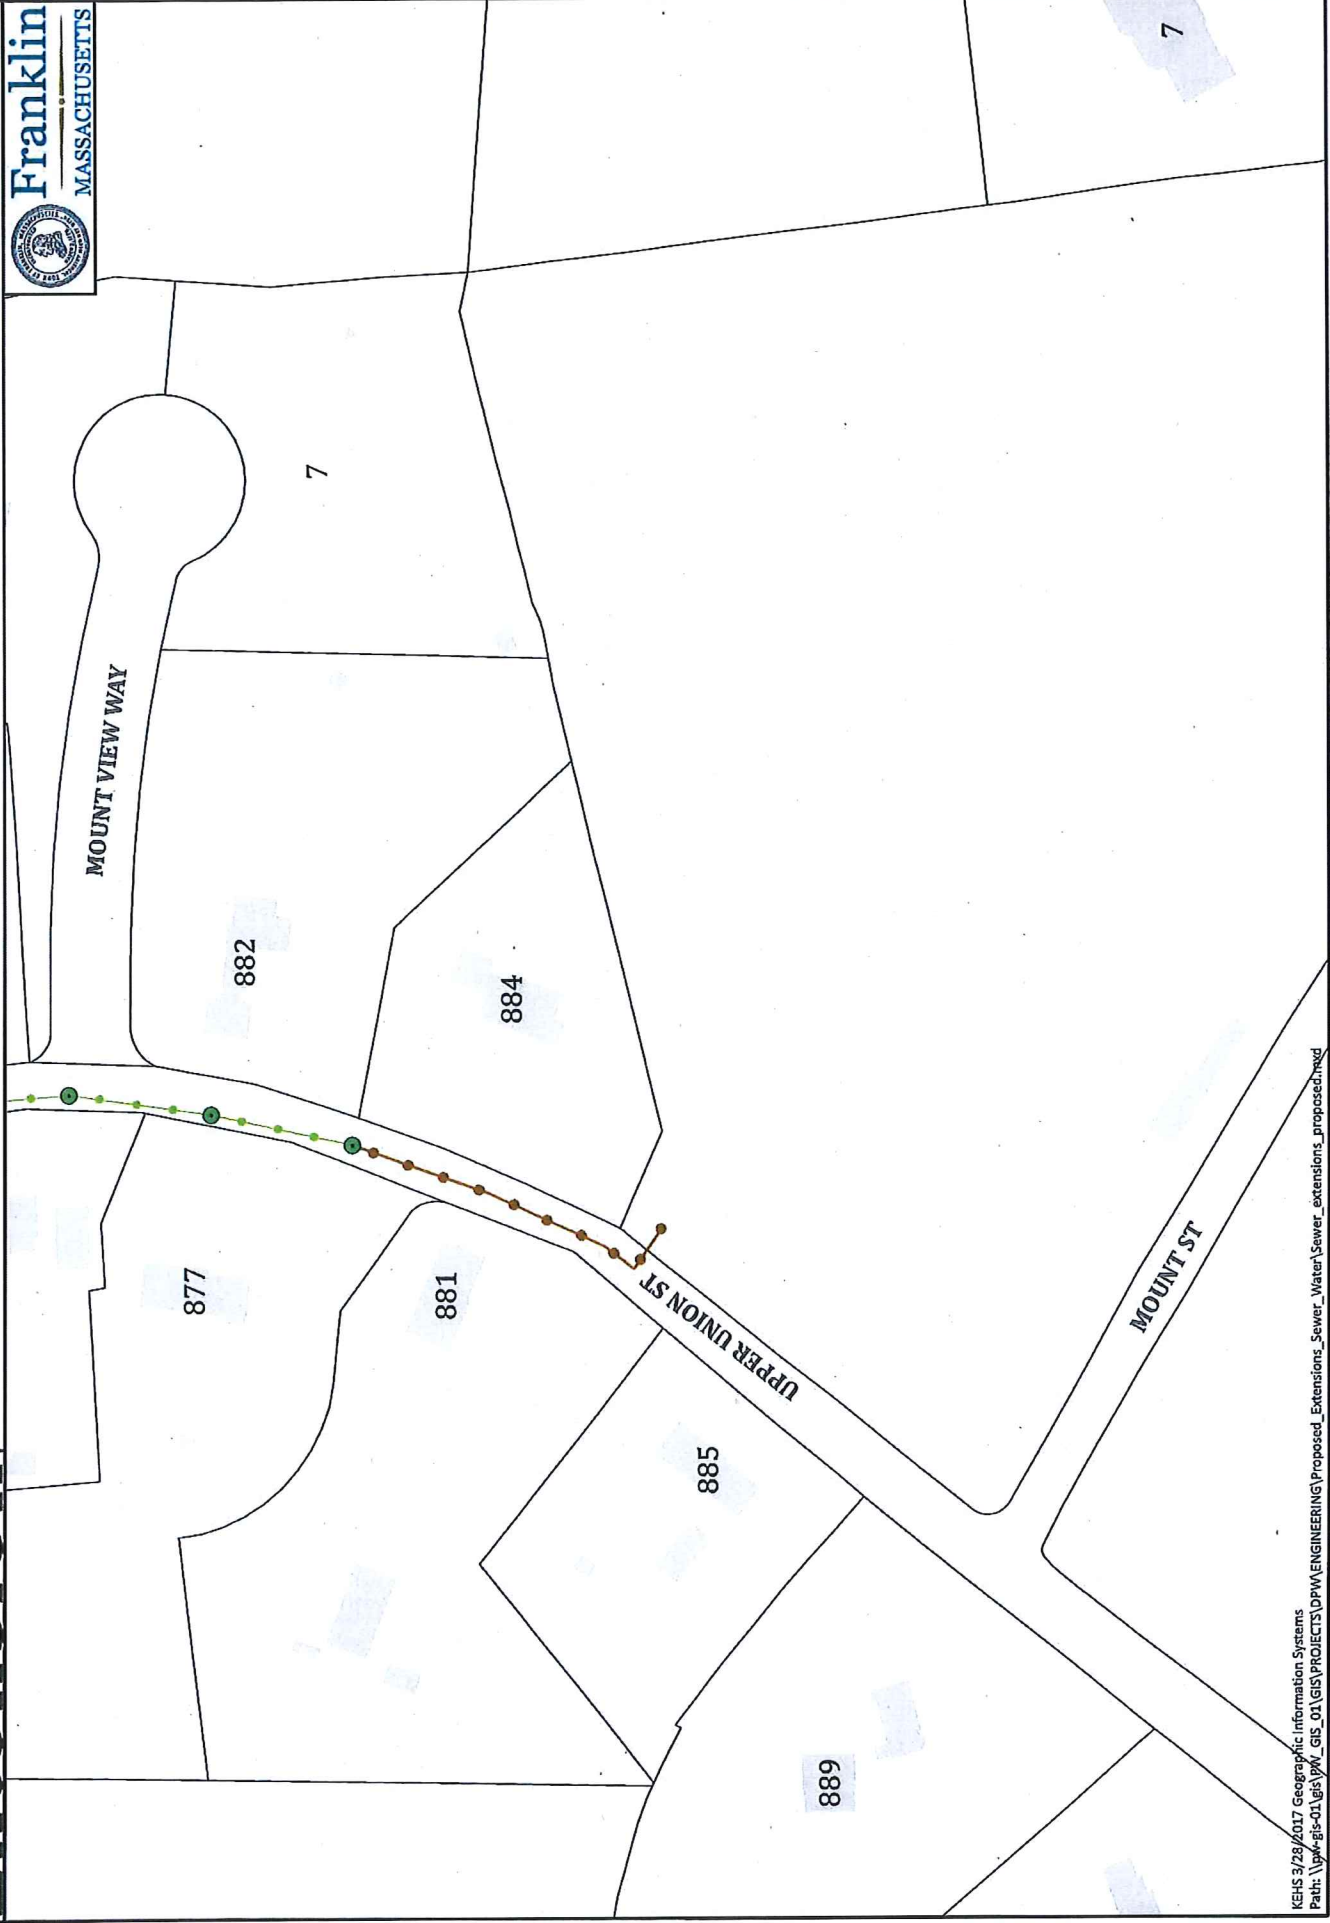 Franklin
MASSACHUSETTS
7
7
MOUNT VIEW WAY
882
884
877
881
UPPER UNION ST
885
MOUNT ST
889
KEHS 3/28/2017 Geographic Information Systems
Path: \\pw-gis-01\gis\PW_GIS_01\GIS\PROJECTS\DPW\ENGINEERING\Proposed_Extensions_Sewer_Water\Sewer_extensions_proposed.mxd